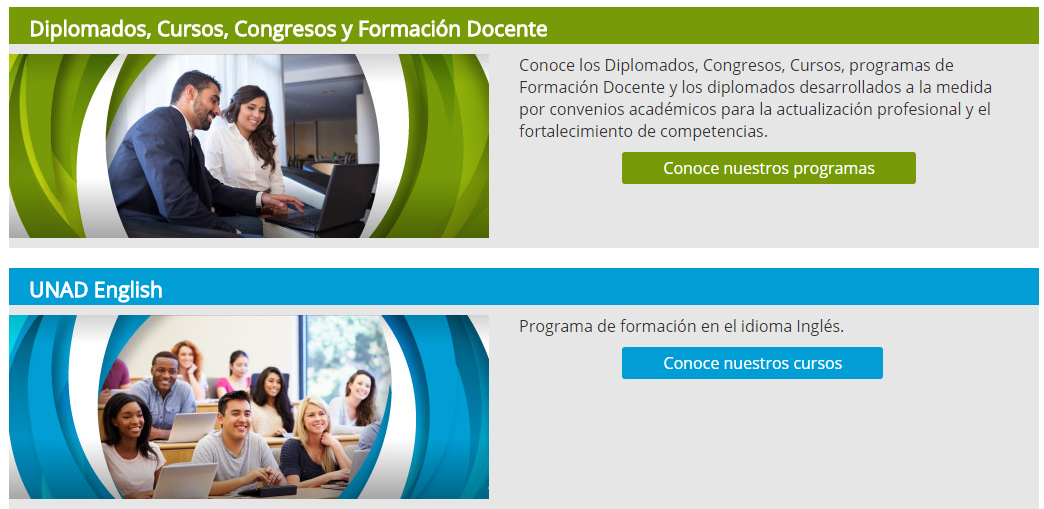 Diplomados, Cursos, Congresos y Formación Docente
Conoce los Diplomados, Congresos, Cursos, programas de
Formación Docente y los diplomados desarrollados a la medida
por convenios académicos para la actualización profesional y el
fortalecimiento de competencias.
Conoce nuestros programas
UNAD English
Programa de formación en el idioma Inglés.
Conoce nuestros cursos